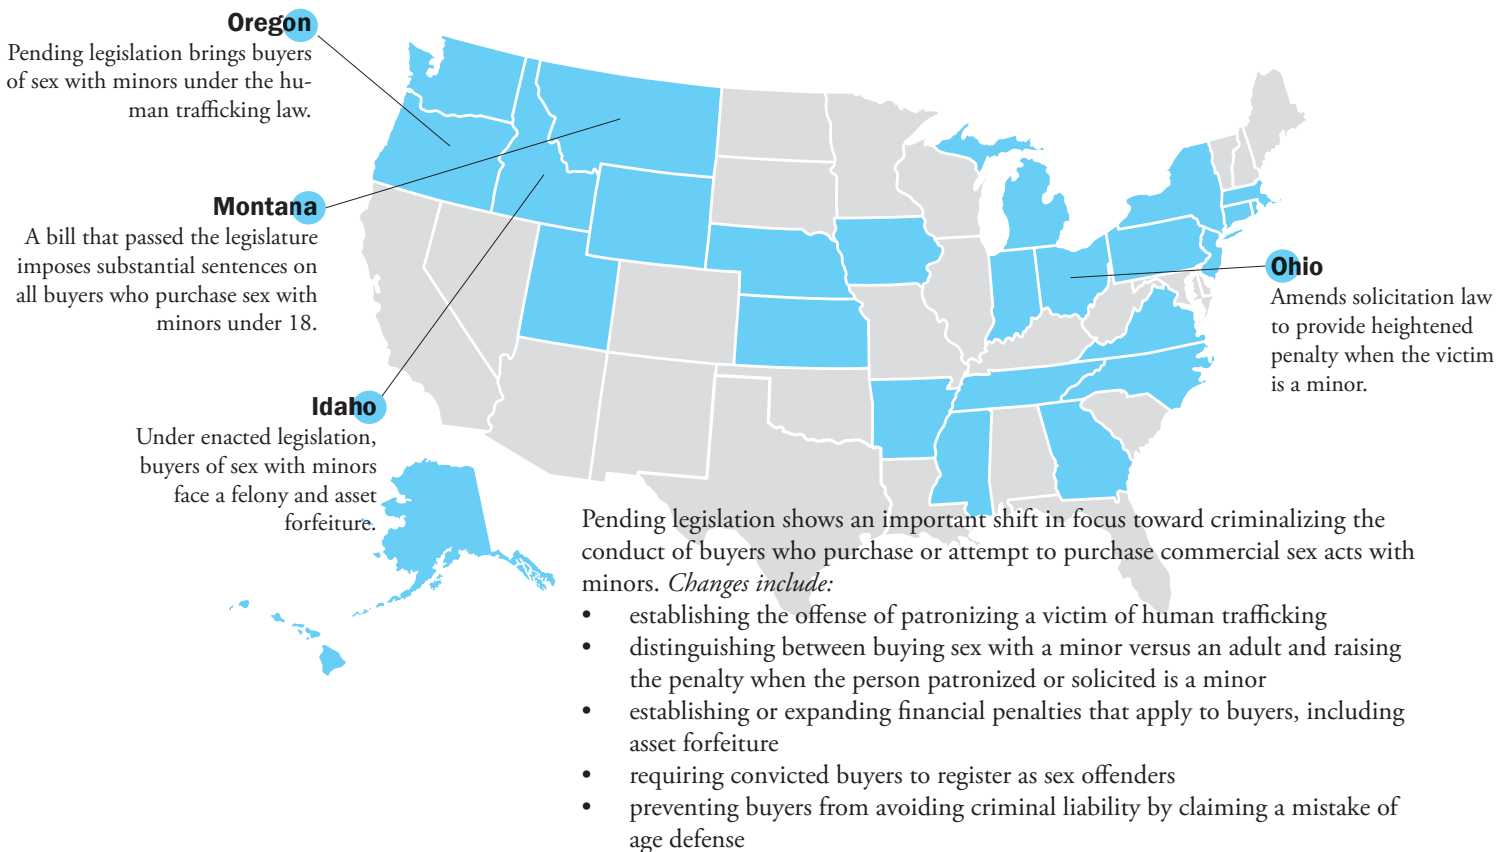 Oregon
Pending legislation brings buyers
of sex with minors under the hu-
man trafficking law.
Montana
A bill that passed the legislature
imposes substantial sentences on
all buyers who purchase sex with
minors under 18.
Idaho
Under enacted legislation,
buyers of sex with minors
face a felony and asset
forfeiture.
Ohio
Amends solicitation law
to provide heightened
penalty when the victim
is a minor.
Pending legislation shows an important shift in focus toward criminalizing the
conduct of buyers who purchase or attempt to purchase commercial sex acts with
minors. Changes include:
• establishing the offense of patronizing a victim of human trafficking
• distinguishing between buying sex with a minor versus an adult and raising
the penalty when the person patronized or solicited is a minor
• establishing or expanding financial penalties that apply to buyers, including
asset forfeiture
• requiring convicted buyers to register as sex offenders
• preventing buyers from avoiding criminal liability by claiming a mistake of
age defense